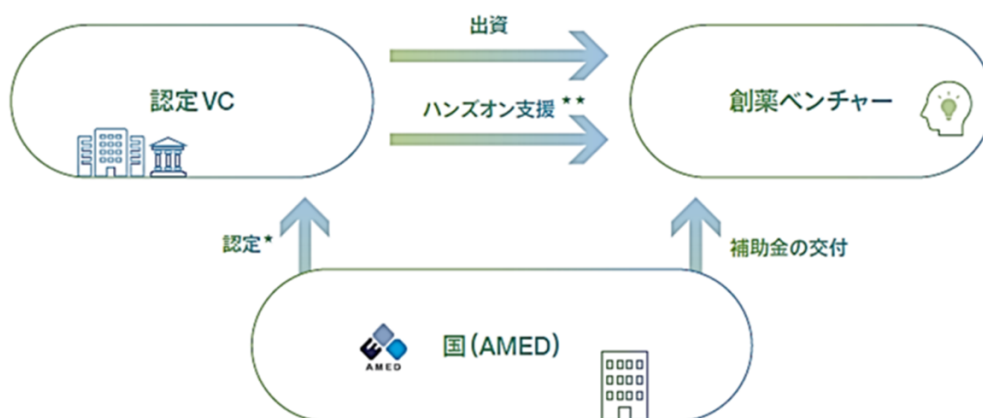 出資
認定VC
ハンズオン支援★★
創薬ベンチャー
認定★
補助金の交付
AMED
国(AMED)